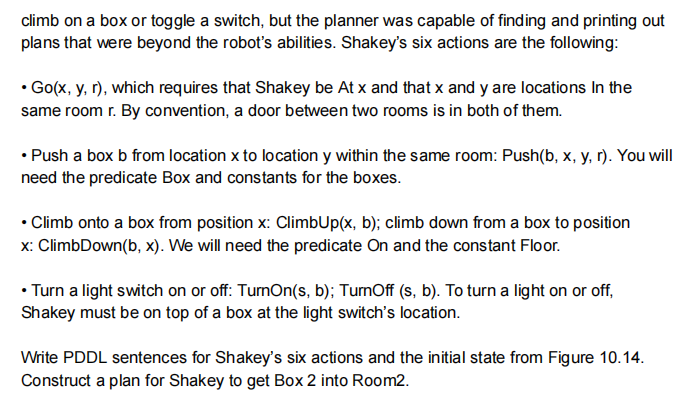 climb on a box or toggle a switch, but the planner was capable of finding and printing out
plans that were beyond the robot's abilities. Shakey's six actions are the following:
• Go(x, y, r), which requires that Shakey be At x and that x and y are locations In the
same room r. By convention, a door between two rooms is in both of them.
• Push a box b from location x to location y within the same room: Push(b, x, y, r). You will
need the predicate Box and constants for the boxes.
• Climb onto a box from position x: ClimbUp(x, b); climb down from a box to position
x: ClimbDown(b, x). We will need the predicate On and the constant Floor.
• Turn a light switch on or off: TurnOn(s, b); TurnOff (s, b). To turn a light on or off,
Shakey must be on top of a box at the light switch's location.
Write PDDL sentences for Shakey's six actions and the initial state from Figure 10.14.
Construct a plan for Shakey to get Box 2 into Room2.